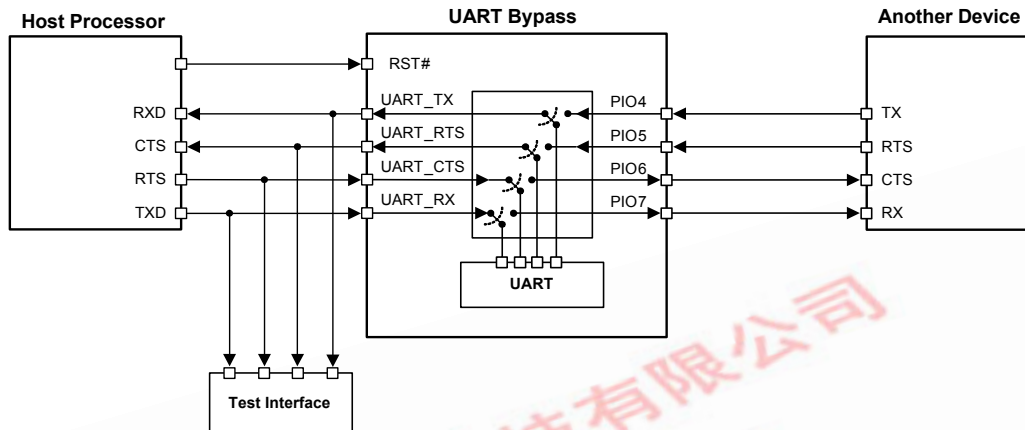 Host Processor
UART Bypass
Another Device
RST#
RXD
UART_TX
PIO4
TX
CTS
UART_RTS
PIO5
RTS
RTS
UART_CTS
PIO6
CTS
TXD
UART_RX
PIO7
RX
UART
Test Interface
有限公司